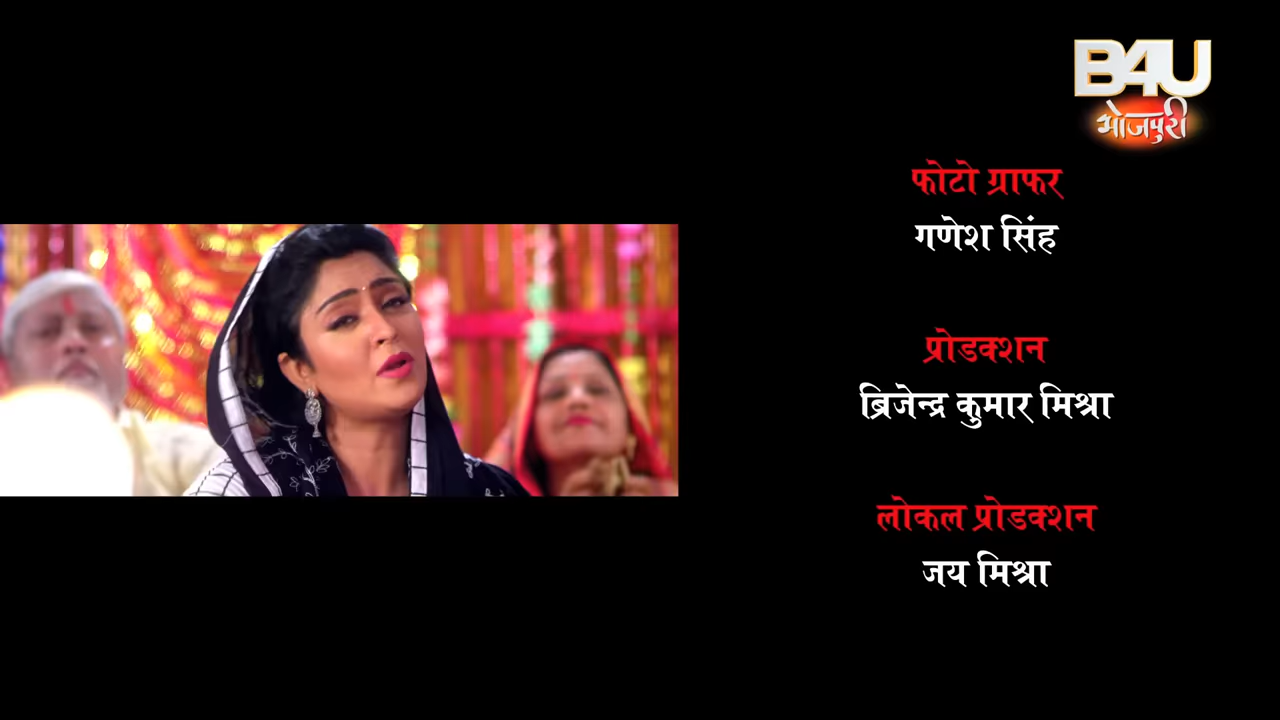 B4U
भोजपुरी
फोटो ग्राफर
गणेश सिंह
प्रोडक्शन
ब्रिजेन्द्र कुमार मिश्रा
लोकल प्रोडक्शन
जय मिश्रा